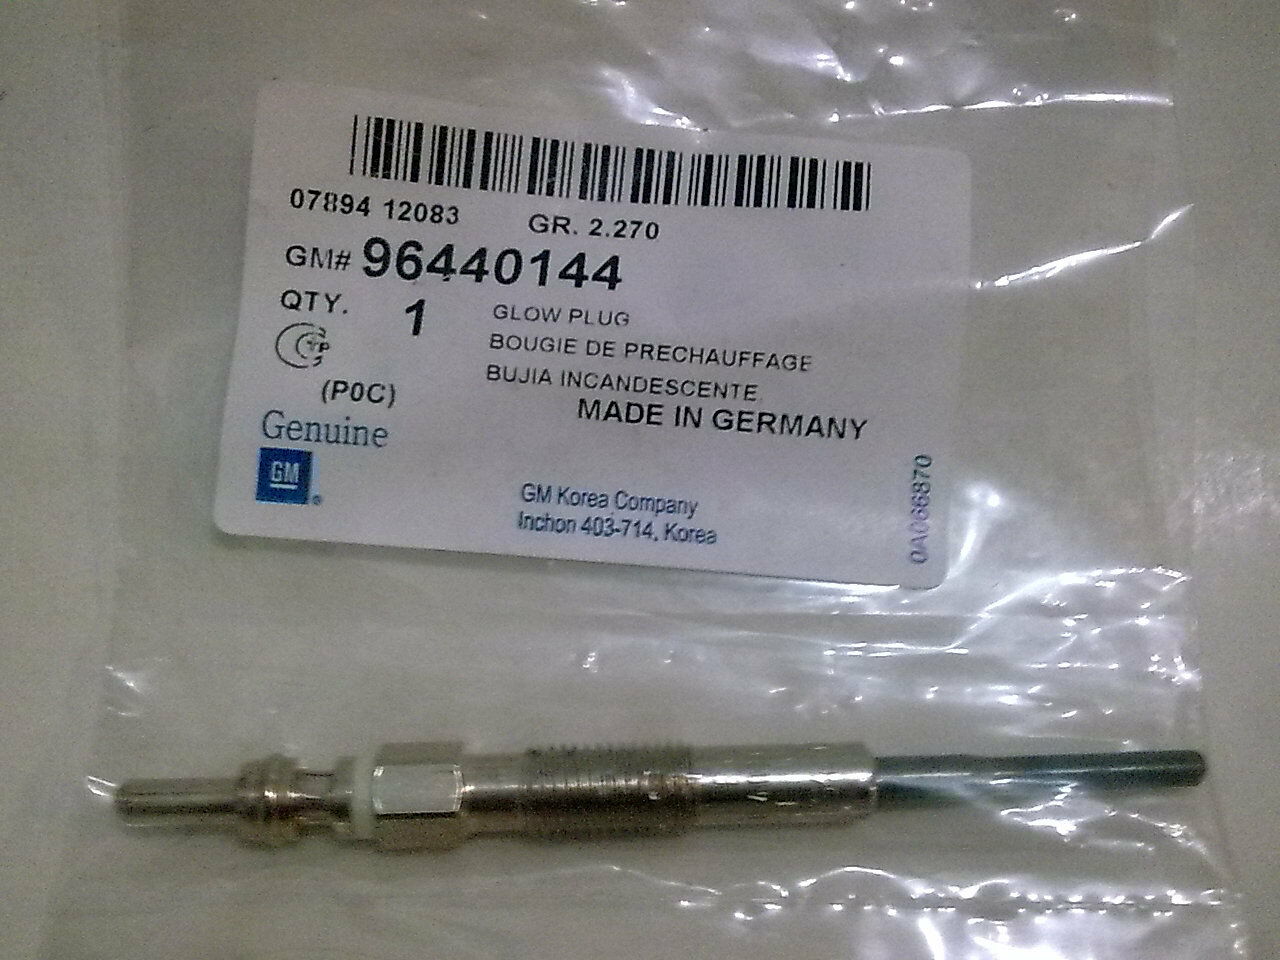 07894 12083 GR. 2.270
GM# 96440144
QTY. 1 GLOW PLUG
BOUGIE DE PRECHAUFFAGE
BUJIA INCANDESCENTE
(P0C) MADE IN GERMANY
Genuine
GM
GM Korea Company
Inchon 403-714, Korea
0A066870